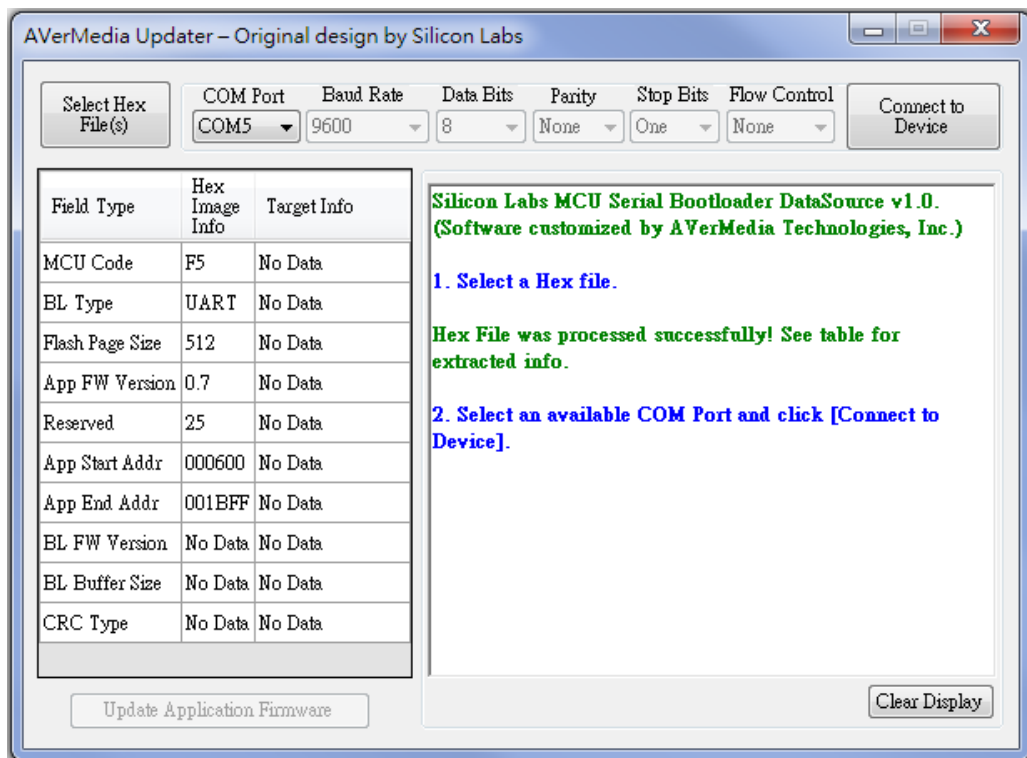 AVerMedia Updater – Original design by Silicon Labs
Select Hex
File(s)
COM Port Baud Rate Data Bits Parity Stop Bits Flow Control
COM5 9600 8 None One None
Connect to
Device
Field Type Hex
Image
Info Target Info
MCU Code F5 No Data
BL Type UART No Data
Flash Page Size 512 No Data
App FW Version 0.7 No Data
Reserved 25 No Data
App Start Addr 000600 No Data
App End Addr 001BFF No Data
BL FW Version No Data No Data
BL Buffer Size No Data No Data
CRC Type No Data No Data
Update Application Firmware
Silicon Labs MCU Serial Bootloader DataSource v1.0.
(Software customized by AVerMedia Technologies, Inc.)
1. Select a Hex file.
Hex File was processed successfully! See table for
extracted info.
2. Select an available COM Port and click [Connect to
Device].
Clear Display